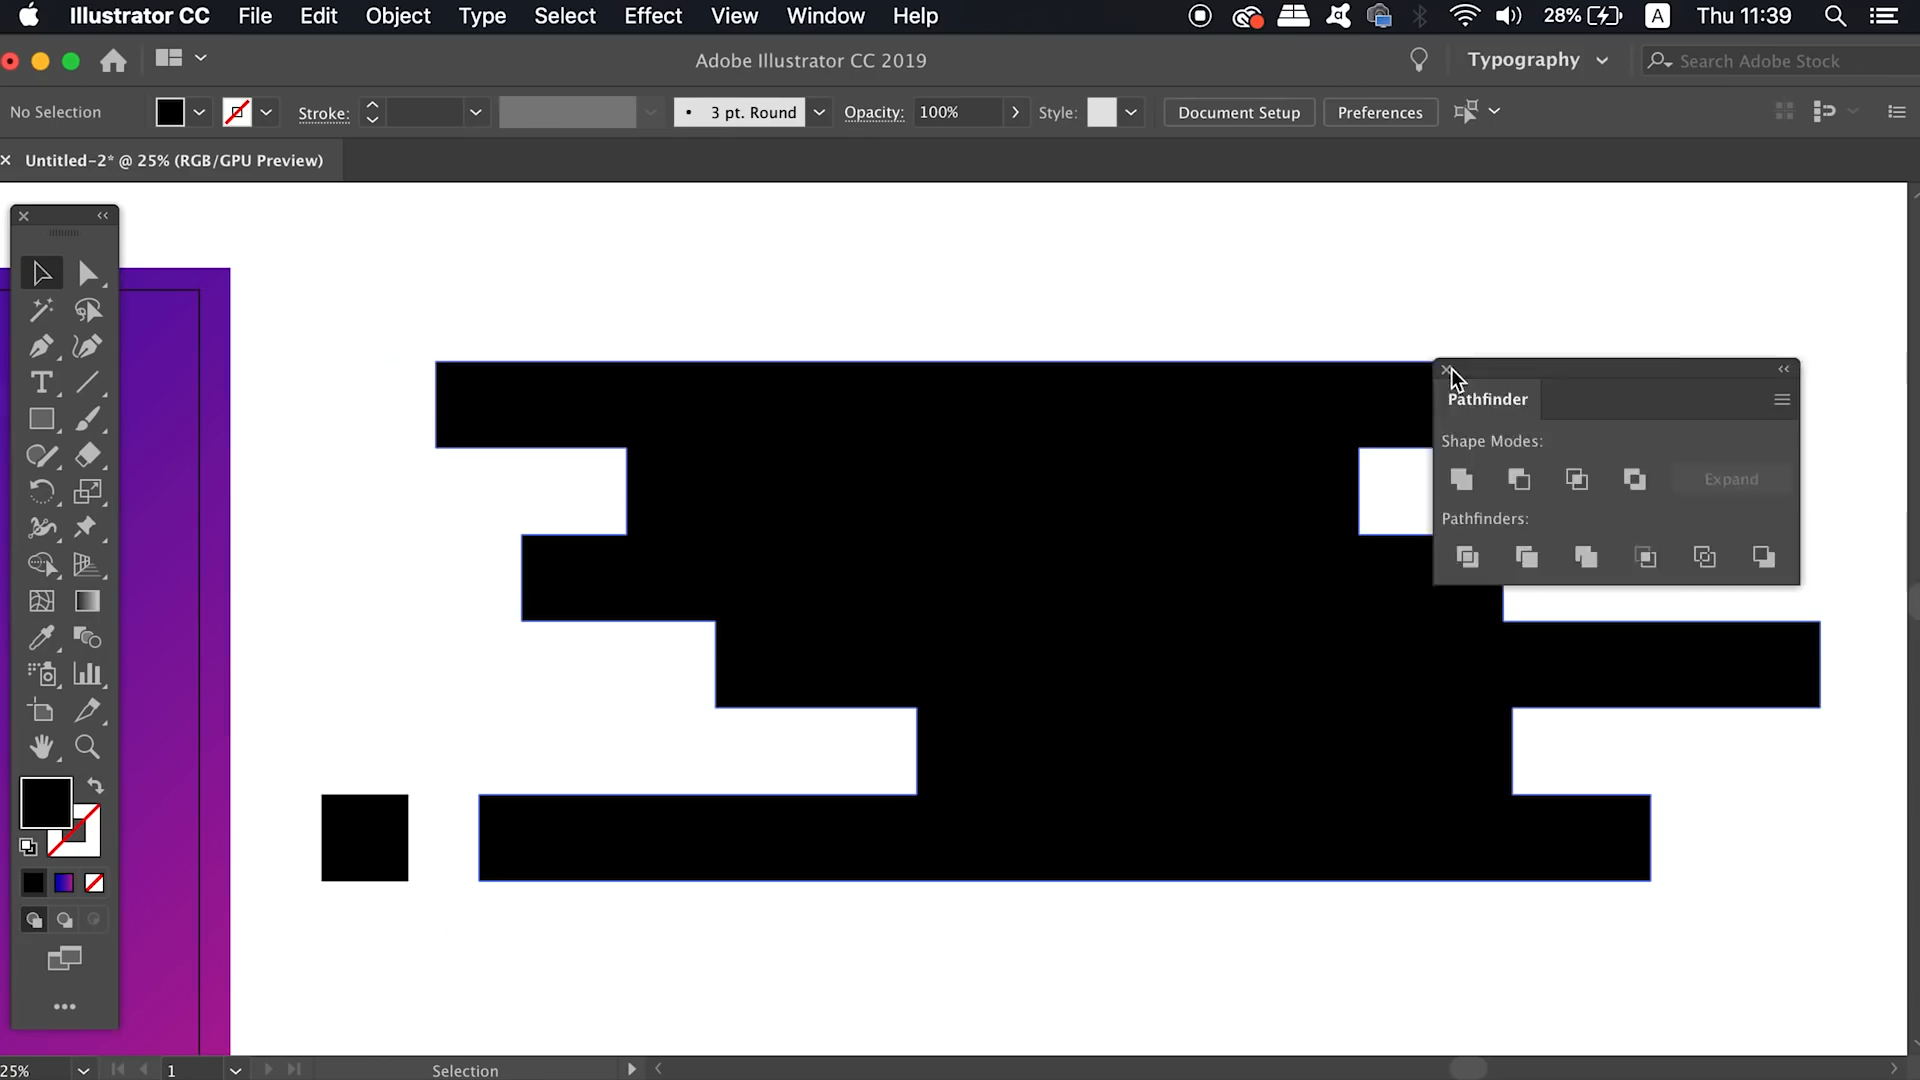 Illustrator CC File Edit Object Type Select Effect View Window Help 28% A Thu 11:39
Adobe Illustrator CC 2019 Typography Search Adobe Stock
No Selection Stroke: 3 pt. Round Opacity: 100% Style: Document Setup Preferences
Untitled-2* @ 25% (RGB/GPU Preview)
Pathfinder
Shape Modes:
Expand
Pathfinders:
25% 1 Selection